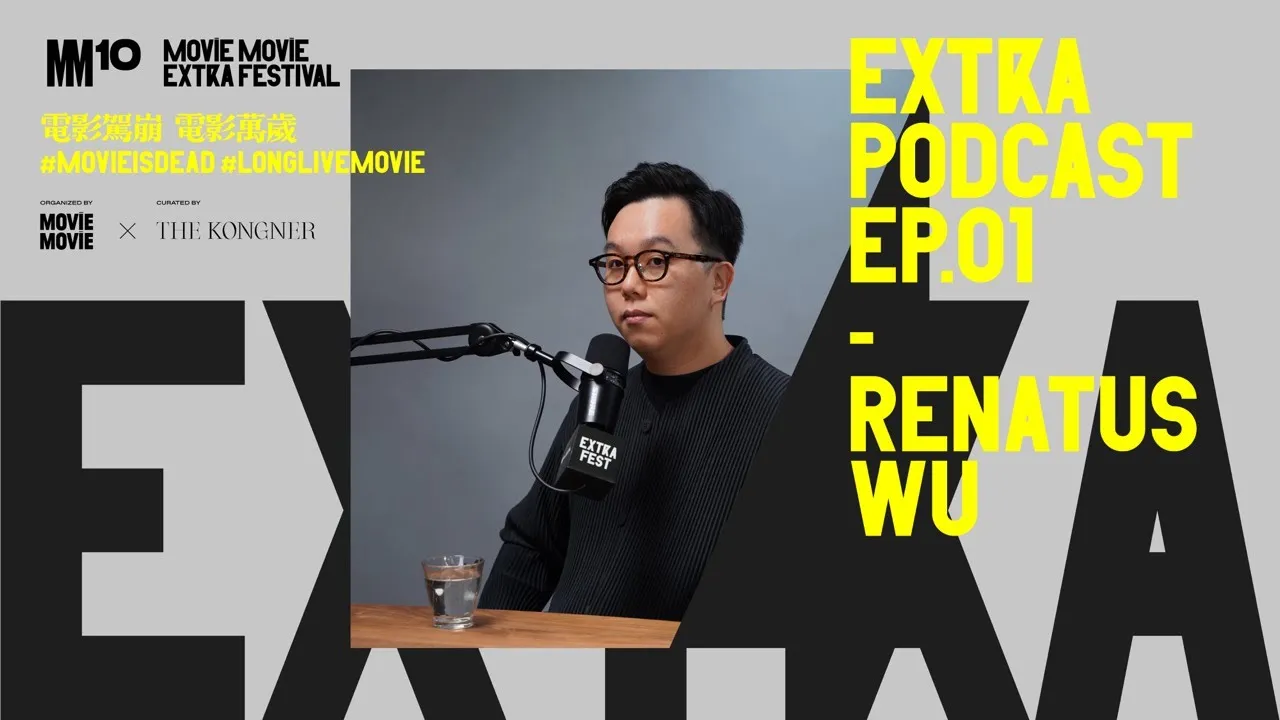 MM10
MOVIE MOVIE
EXTRA FESTIVAL
電影駕崩 電影萬歲
#MOVIEISDEAD #LONGLIVEMOVIE
ORGANIZED BY
MOVIE
MOVIE
×
CURATED BY
THE KONGNER
EXTRA
PODCAST
EP.01
-
RENATUS
WU
EXTRA
FEST
EXTRA